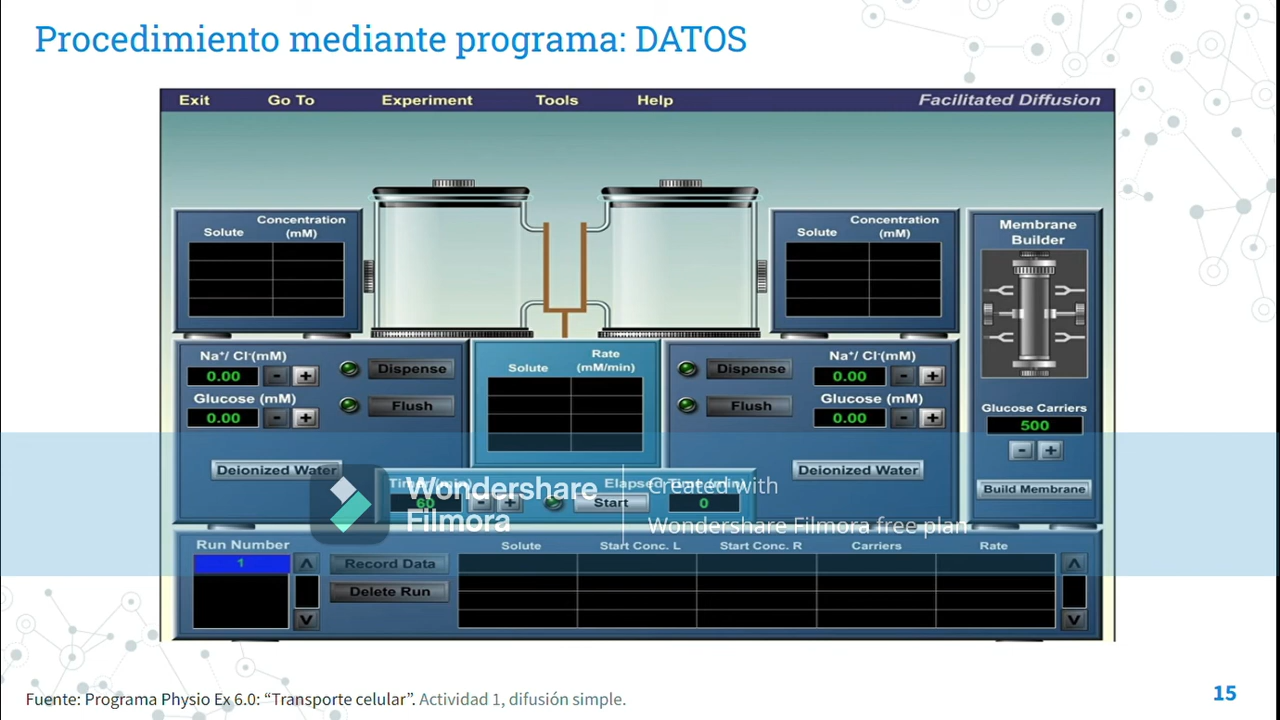 Procedimiento mediante programa: DATOS
Exit Go To Experiment Tools Help Facilitated Diffusion
Solute Concentration (mM)
Solute Concentration (mM)
Membrane Builder
Na⁺/ Cl⁻(mM)
0.00 - + Dispense
Glucose (mM)
0.00 - + Flush
Deionized Water
Solute Rate (mM/min)
Dispense Na⁺/ Cl⁻(mM)
0.00 - +
Flush Glucose (mM)
0.00 - +
Deionized Water
Glucose Carriers
500
- +
Build Membrane
60 - + Start Elapsed Time (min) 0
Wondershare
Filmora
Created with
Wondershare Filmora free plan
Run Number
1
Record Data
Delete Run
Solute Start Conc. L Start Conc. R Carriers Rate
Fuente: Programa Physio Ex 6.0: “Transporte celular”. Actividad 1, difusión simple.
15